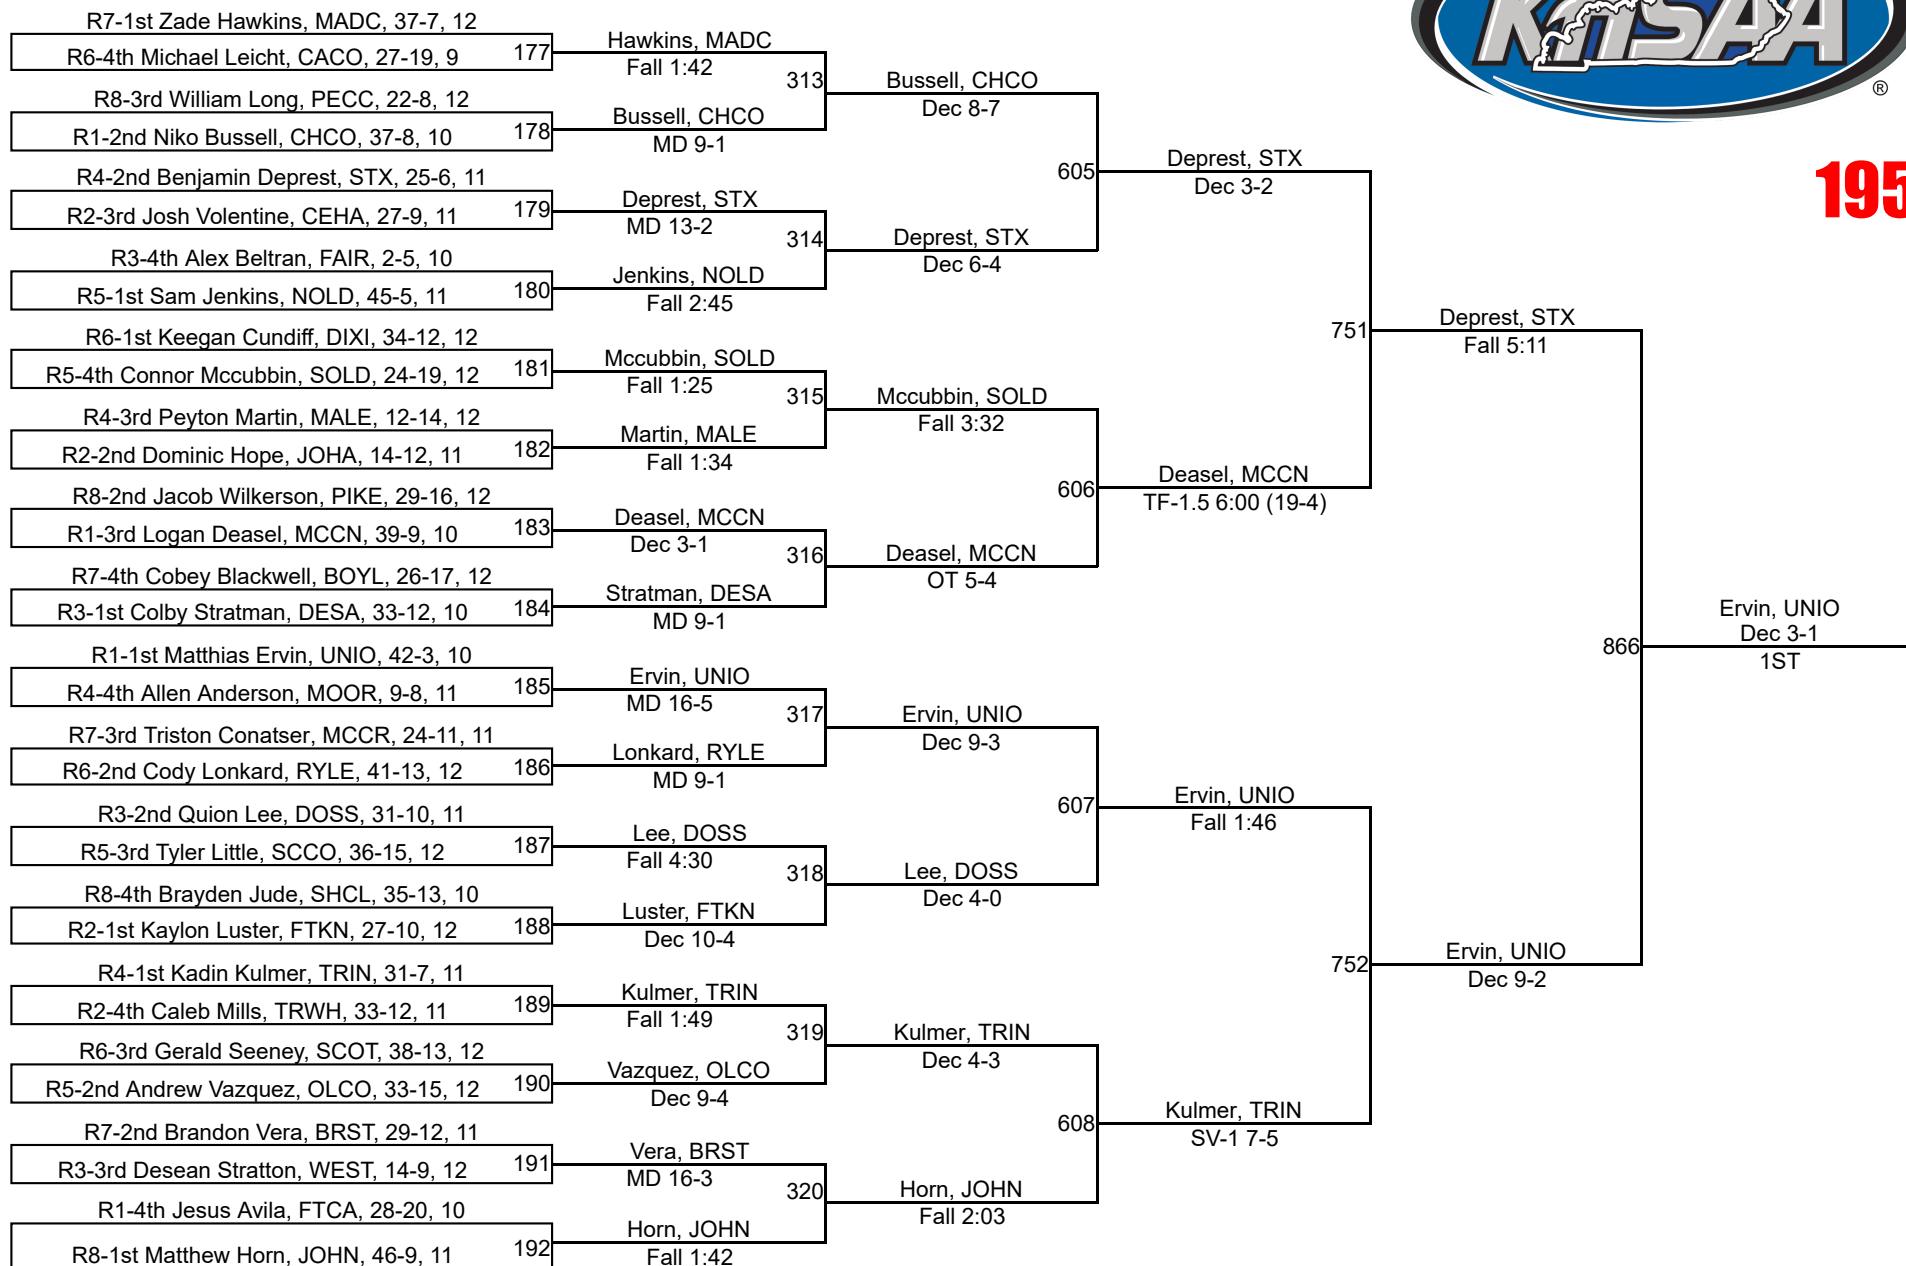 R7-1st Zade Hawkins, MADC, 37-7, 12
R6-4th Michael Leicht, CACO, 27-19, 9
177
R8-3rd William Long, PECC, 22-8, 12
R1-2nd Niko Bussell, CHCO, 37-8, 10
178
R4-2nd Benjamin Deprest, STX, 25-6, 11
R2-3rd Josh Volentine, CEHA, 27-9, 11
179
R3-4th Alex Beltran, FAIR, 2-5, 10
R5-1st Sam Jenkins, NOLD, 45-5, 11
180
R6-1st Keegan Cundiff, DIXI, 34-12, 12
R5-4th Connor Mccubbin, SOLD, 24-19, 12
181
R4-3rd Peyton Martin, MALE, 12-14, 12
R2-2nd Dominic Hope, JOHA, 14-12, 11
182
R8-2nd Jacob Wilkerson, PIKE, 29-16, 12
R1-3rd Logan Deasel, MCCN, 39-9, 10
183
R7-4th Cobey Blackwell, BOYL, 26-17, 12
R3-1st Colby Stratman, DESA, 33-12, 10
184
R1-1st Matthias Ervin, UNIO, 42-3, 10
R4-4th Allen Anderson, MOOR, 9-8, 11
185
R7-3rd Triston Conatser, MCCR, 24-11, 11
R6-2nd Cody Lonkard, RYLE, 41-13, 12
186
R3-2nd Quion Lee, DOSS, 31-10, 11
R5-3rd Tyler Little, SCCO, 36-15, 12
187
R8-4th Brayden Jude, SHCL, 35-13, 10
R2-1st Kaylon Luster, FTKN, 27-10, 12
188
R4-1st Kadin Kulmer, TRIN, 31-7, 11
R2-4th Caleb Mills, TRWH, 33-12, 11
189
R6-3rd Gerald Seeney, SCOT, 38-13, 12
R5-2nd Andrew Vazquez, OLCO, 33-15, 12
190
R7-2nd Brandon Vera, BRST, 29-12, 11
R3-3rd Desean Stratton, WEST, 14-9, 12
191
R1-4th Jesus Avila, FTCA, 28-20, 10
R8-1st Matthew Horn, JOHN, 46-9, 11
192
Hawkins, MADC
Fall 1:42
313
Bussell, CHCO
MD 9-1
Deprest, STX
MD 13-2
314
Jenkins, NOLD
Fall 2:45
Mccubbin, SOLD
Fall 1:25
315
Martin, MALE
Fall 1:34
Deasel, MCCN
Dec 3-1
316
Stratman, DESA
MD 9-1
Ervin, UNIO
MD 16-5
317
Lonkard, RYLE
MD 9-1
Lee, DOSS
Fall 4:30
318
Luster, FTKN
Dec 10-4
Kulmer, TRIN
Fall 1:49
319
Vazquez, OLCO
Dec 9-4
Vera, BRST
MD 16-3
320
Horn, JOHN
Fall 1:42
Bussell, CHCO
Dec 8-7
605
Deprest, STX
Dec 6-4
Mccubbin, SOLD
Fall 3:32
606
Deasel, MCCN
OT 5-4
Ervin, UNIO
Dec 9-3
607
Lee, DOSS
Dec 4-0
Kulmer, TRIN
Dec 4-3
608
Horn, JOHN
Fall 2:03
Deprest, STX
Dec 3-2
751
Deasel, MCCN
TF-1.5 6:00 (19-4)
Ervin, UNIO
Fall 1:46
752
Kulmer, TRIN
SV-1 7-5
Deprest, STX
Fall 5:11
866
Ervin, UNIO
Dec 9-2
Ervin, UNIO
Dec 3-1
1ST
KHSAA
®
195